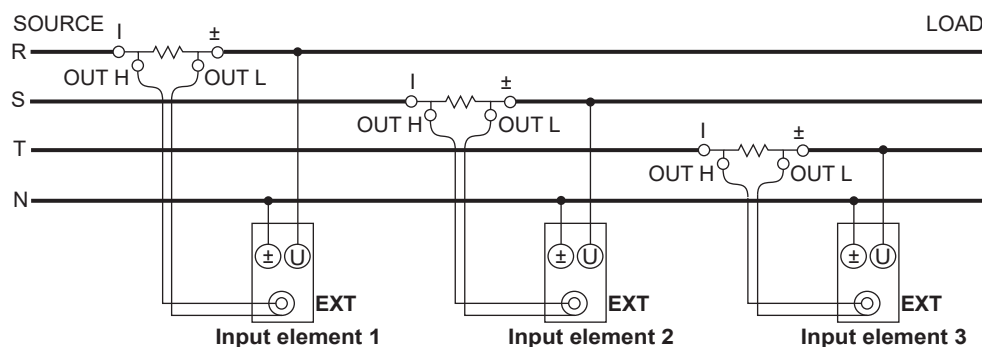 SOURCE
LOAD
I
±
R
OUT H
OUT L
I
±
S
OUT H
OUT L
I
±
T
OUT H
OUT L
N
± U
± U
± U
EXT
EXT
EXT
Input element 1
Input element 2
Input element 3